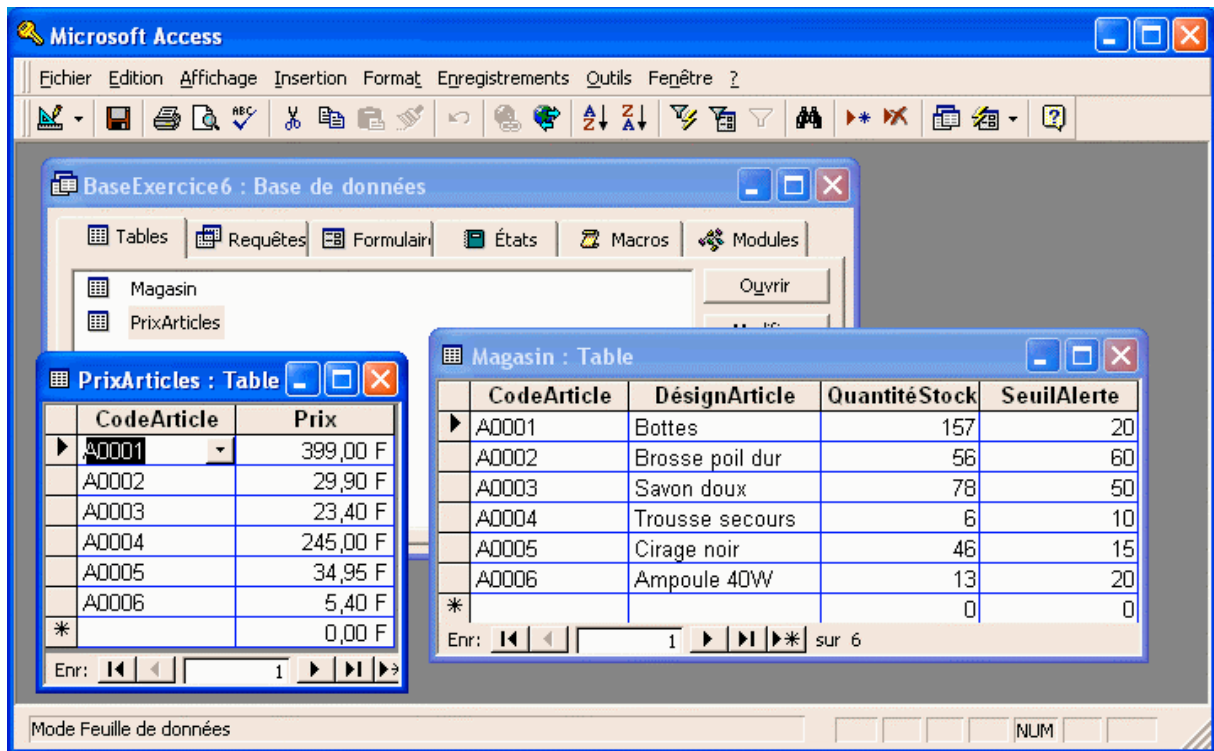 Microsoft Access
Fichier Edition Affichage Insertion Format Enregistrements Outils Fenêtre ?
BaseExercice6 : Base de données
Tables Requêtes Formulaire États Macros Modules
Magasin
PrixArticles
Ouvrir
PrixArticles : Table
CodeArticle Prix
A0001 399,00 F
A0002 29,90 F
A0003 23,40 F
A0004 245,00 F
A0005 34,95 F
A0006 5,40 F
* 0,00 F
Enr: 1
Magasin : Table
CodeArticle DésignArticle QuantitéStock SeuilAlerte
A0001 Bottes 157 20
A0002 Brosse poil dur 56 60
A0003 Savon doux 78 50
A0004 Trousse secours 6 10
A0005 Cirage noir 46 15
A0006 Ampoule 40W 13 20
* 0 0
Enr: 1 sur 6
Mode Feuille de données NUM